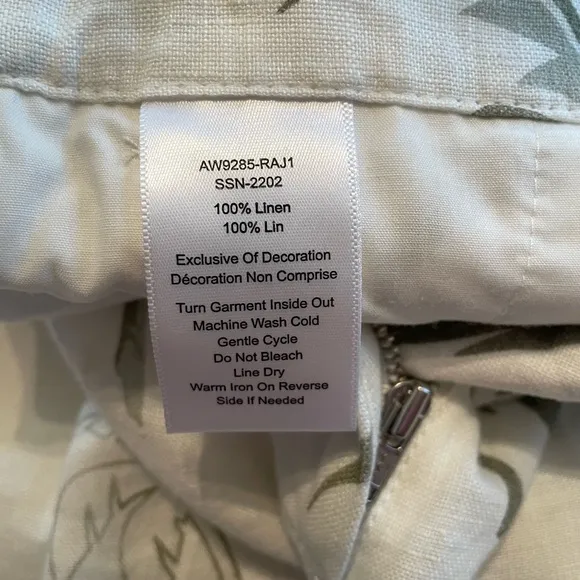 AW9285-RAJ1
SSN-2202
100% Linen
100% Lin
Exclusive Of Decoration
Décoration Non Comprise
Turn Garment Inside Out
Machine Wash Cold
Gentle Cycle
Do Not Bleach
Line Dry
Warm Iron On Reverse
Side If Needed